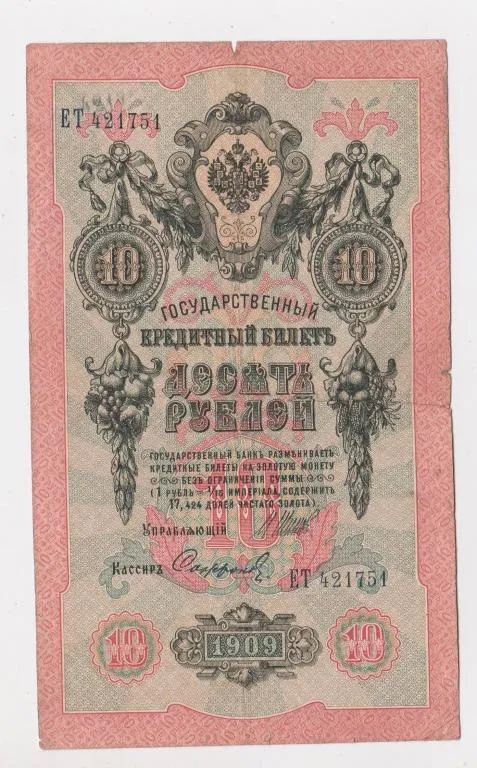 ЕТ 421751
10 10
ГОСУДАРСТВЕННЫЙ
КРЕДИТНЫЙ БИЛЕТЪ
ДЕСЯТЬ
РУБЛЕЙ
ГОСУДАРСТВЕННЫЙ БАНКЪ РАЗМѢНИВАЕТЪ
КРЕДИТНЫЕ БИЛЕТЫ НА ЗОЛОТУЮ МОНЕТУ
БЕЗЪ ОГРАНИЧЕНІЯ СУММЫ
(1 РУБЛЬ = 1/15 ИМПЕРІАЛА, СОДЕРЖИТЪ
17,424 ДОЛЕЙ ЧИСТАГО ЗОЛОТА).
10
УПРАВЛЯЮЩІЙ
КАССИРЪ
ЕТ 421751
10 1909 10